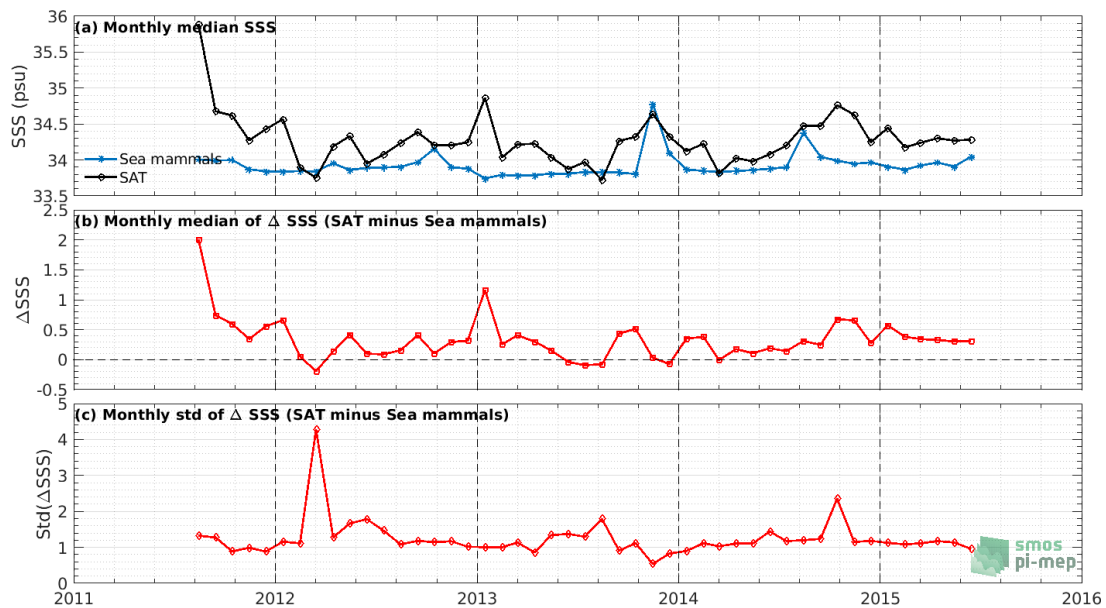 (a) Monthly median SSS
SSS (psu)
36
35.5
35
34.5
34
33.5
Sea mammals
SAT
(b) Monthly median of Δ SSS (SAT minus Sea mammals)
ΔSSS
2.5
2
1.5
1
0.5
0
-0.5
(c) Monthly std of Δ SSS (SAT minus Sea mammals)
Std(ΔSSS)
5
4
3
2
1
0
2011 2012 2013 2014 2015 2016
smos
pi-mep